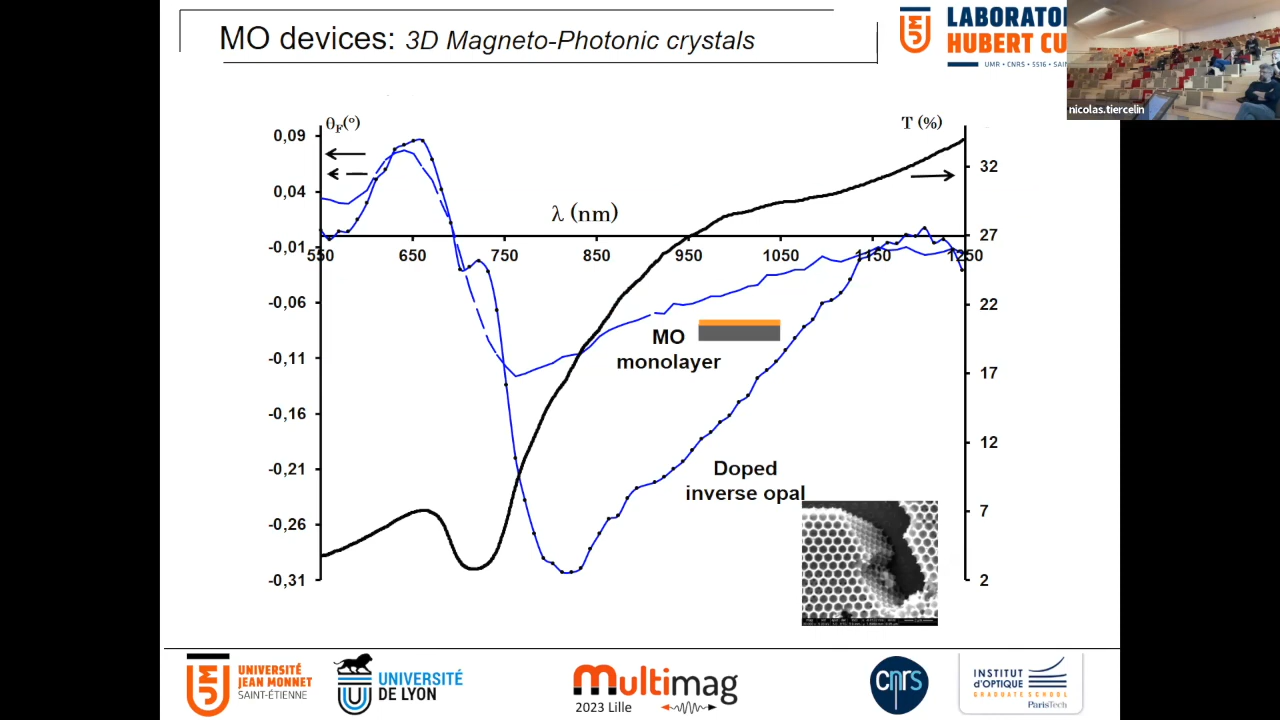 MO devices: 3D Magneto-Photonic crystals
LABORATOI
HUBERT CU
UMR • CNRS • 5516 • SAI
nicolas.tiercelin
θF(°)
T (%)
0,09
0,04
-0,01
-0,06
-0,11
-0,16
-0,21
-0,26
-0,31
λ (nm)
550
650
750
850
950
1050
1150
1250
32
27
22
17
12
7
2
MO
monolayer
Doped
inverse opal
UNIVERSITÉ
JEAN MONNET
SAINT-ÉTIENNE
UNIVERSITÉ
DE LYON
multimag
2023 Lille
cnrs
INSTITUT
d'OPTIQUE
GRADUATE SCHOOL
ParisTech